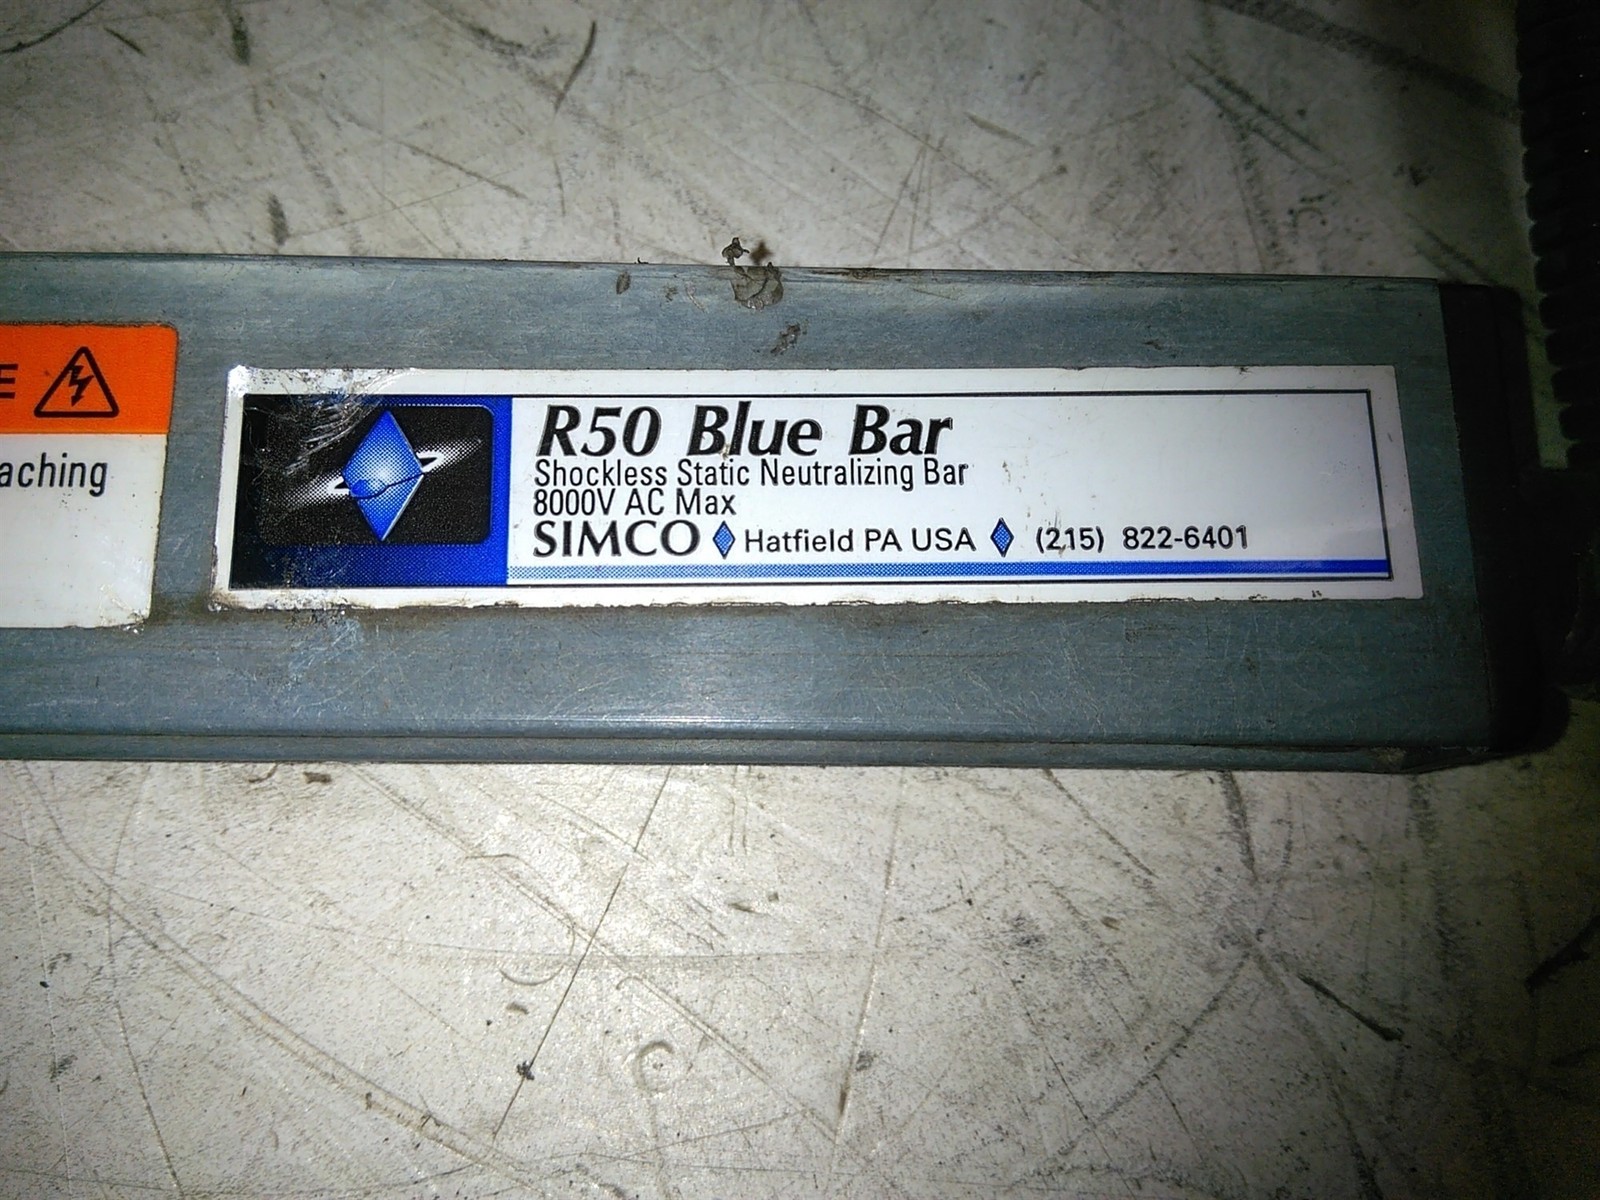 E
aching
R50 Blue Bar
Shockless Static Neutralizing Bar
8000V AC Max
SIMCO Hatfield PA USA (215) 822-6401